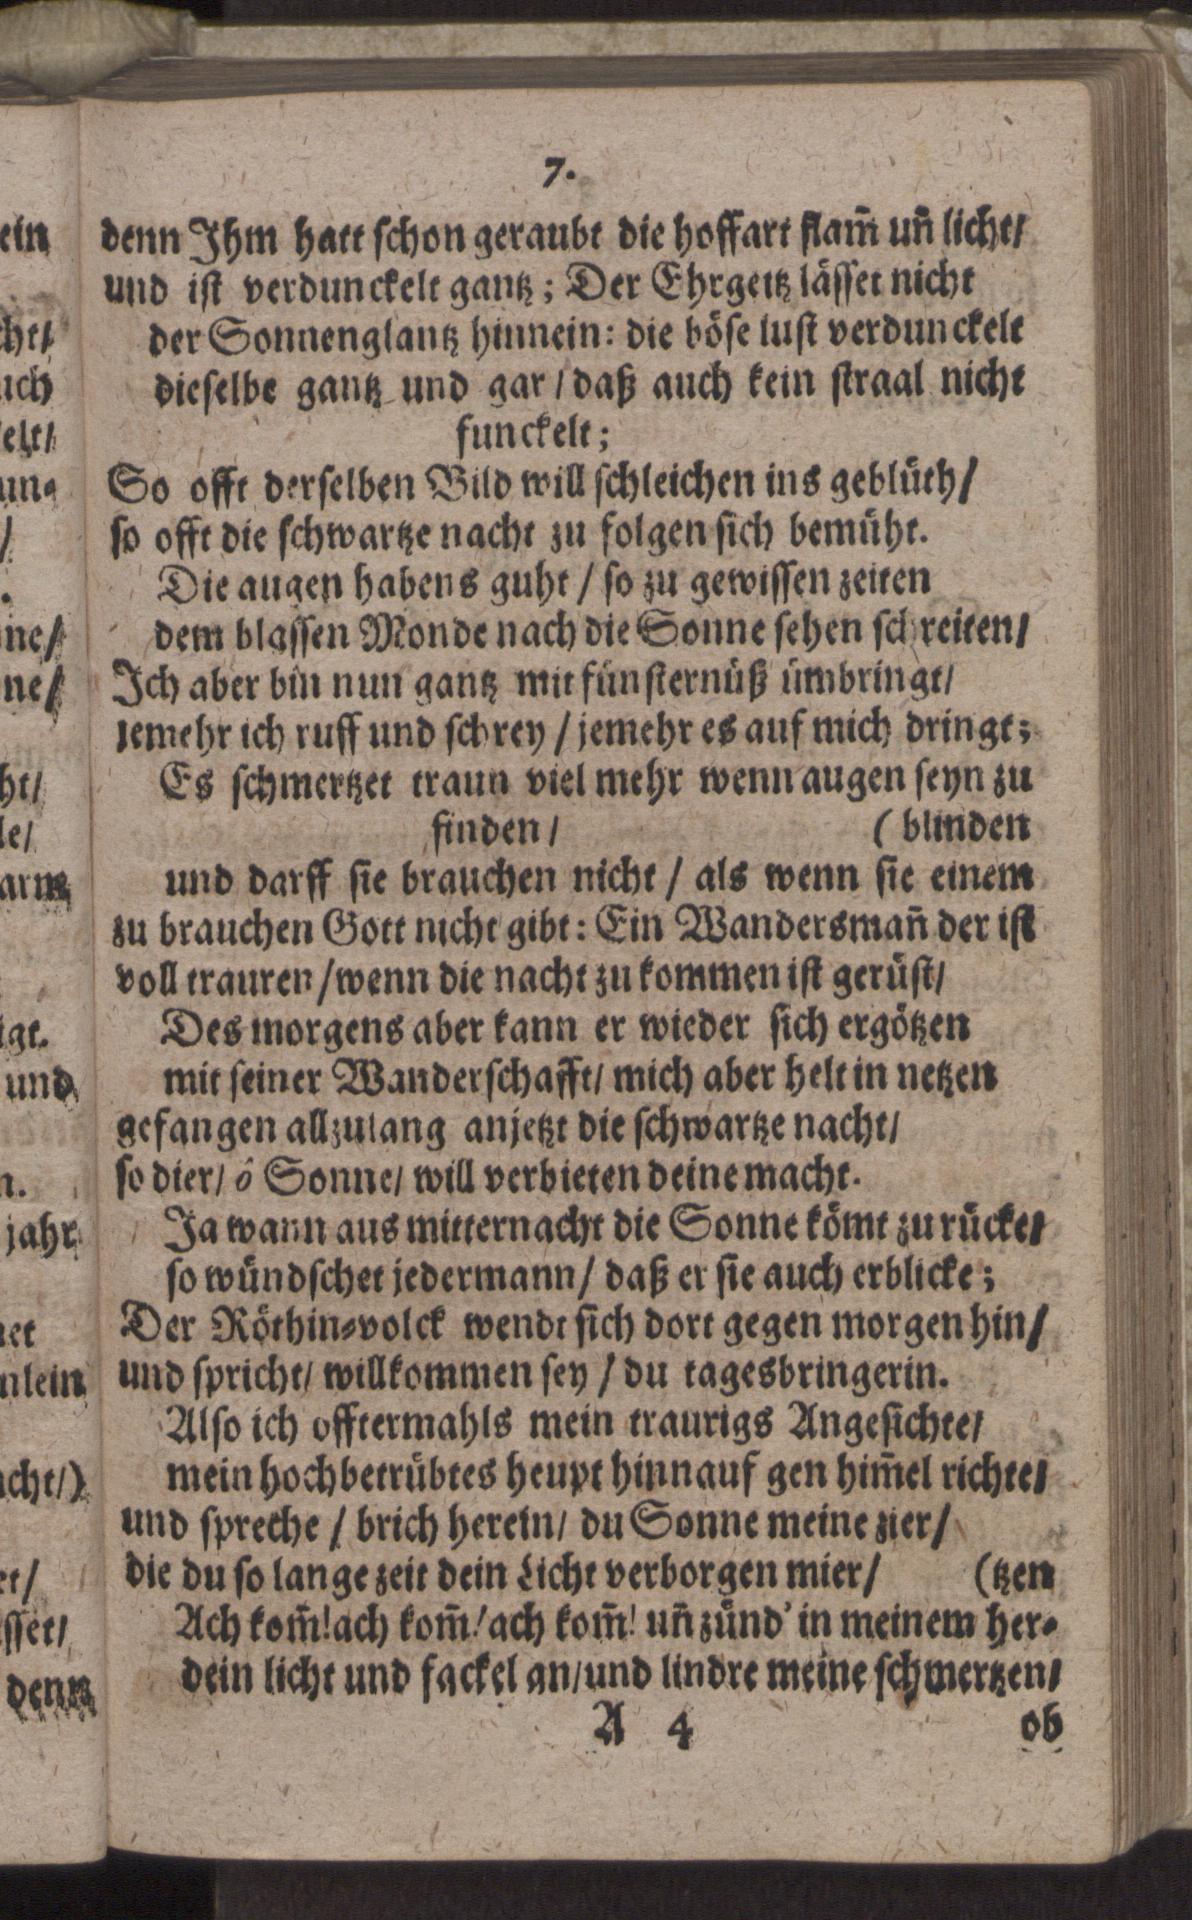 7.
denn Ihm hatt schon geraubt die hoffart flam̃ uñ licht/
und ist verdunckelt gantz; Der Ehrgeitz lässet nicht
der Sonnenglantz hinnein: die böse lust verdunckelt
dieselbe gantz und gar/ daß auch kein straal nicht
funckelt;
So offt derselben Bild will schleichen ins geblüth/
so offt die schwartze nacht zu folgen sich bemüht.
Die augen habens guht / so zu gewissen zeiten
dem blassen Monde nach die Sonne sehen schreiten/
Ich aber bin nun gantz mit fünsternüß ümbringt/
jemehr ich ruff und schrey / jemehr es auf mich dringt;
Es schmertzet traun viel mehr wenn augen seyn zu
finden/ ( blinden
und darff sie brauchen nicht / als wenn sie einem
zu brauchen Gott nicht gibt: Ein Wandersmañ der ist
voll trauren/wenn die nacht zu kommen ist gerüst/
Des morgens aber kann er wieder sich ergötzen
mit seiner Wanderschafft/ mich aber helt in netzen
gefangen allzulang anjetzt die schwartze nacht/
so dier/ ô Sonne/ will verbieten deine macht.
Ja wann aus mitternacht die Sonne kömt zu rücke/
so wündschet jedermann/ daß er sie auch erblicke;
Der Röthin-volck wendt sich dort gegen morgen hin/
und spricht/ willkommen sey / du tagesbringerin.
Also ich offtermahls mein traurigs Angesichte/
mein hochbetrübtes heupt hinnauf gen him̃el richte/
und spreche / brich herein/ du Sonne meine zier/
die du so lange zeit dein Licht verborgen mier/ (tzen
Ach kom̃! ach kom̃! ach kom̃! uñ zünd' in meinem her-
dein licht und fackel an/und lindre meine schmertzen/
A 4 ob